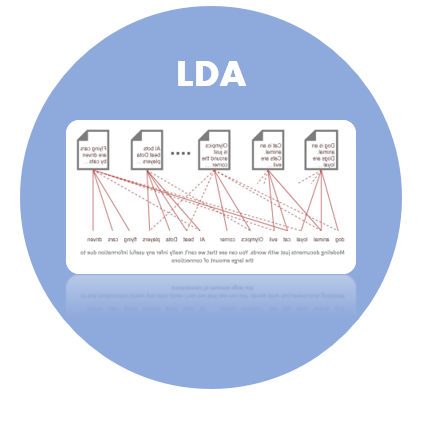 LDA
Dog is an
animal.
Dogs are
loyal
Cat is an
animal.
Cats are
evil
Olympics
is just
around the
corner
AI bots
beat Dota
players
Flying cars
are driven
by cats.
dog animal loyal cat evil Olympics corner AI beat Dota players flying cars driven
Modeling documents just with words. You can see that we can't really infer any useful information due to
the large amount of connections